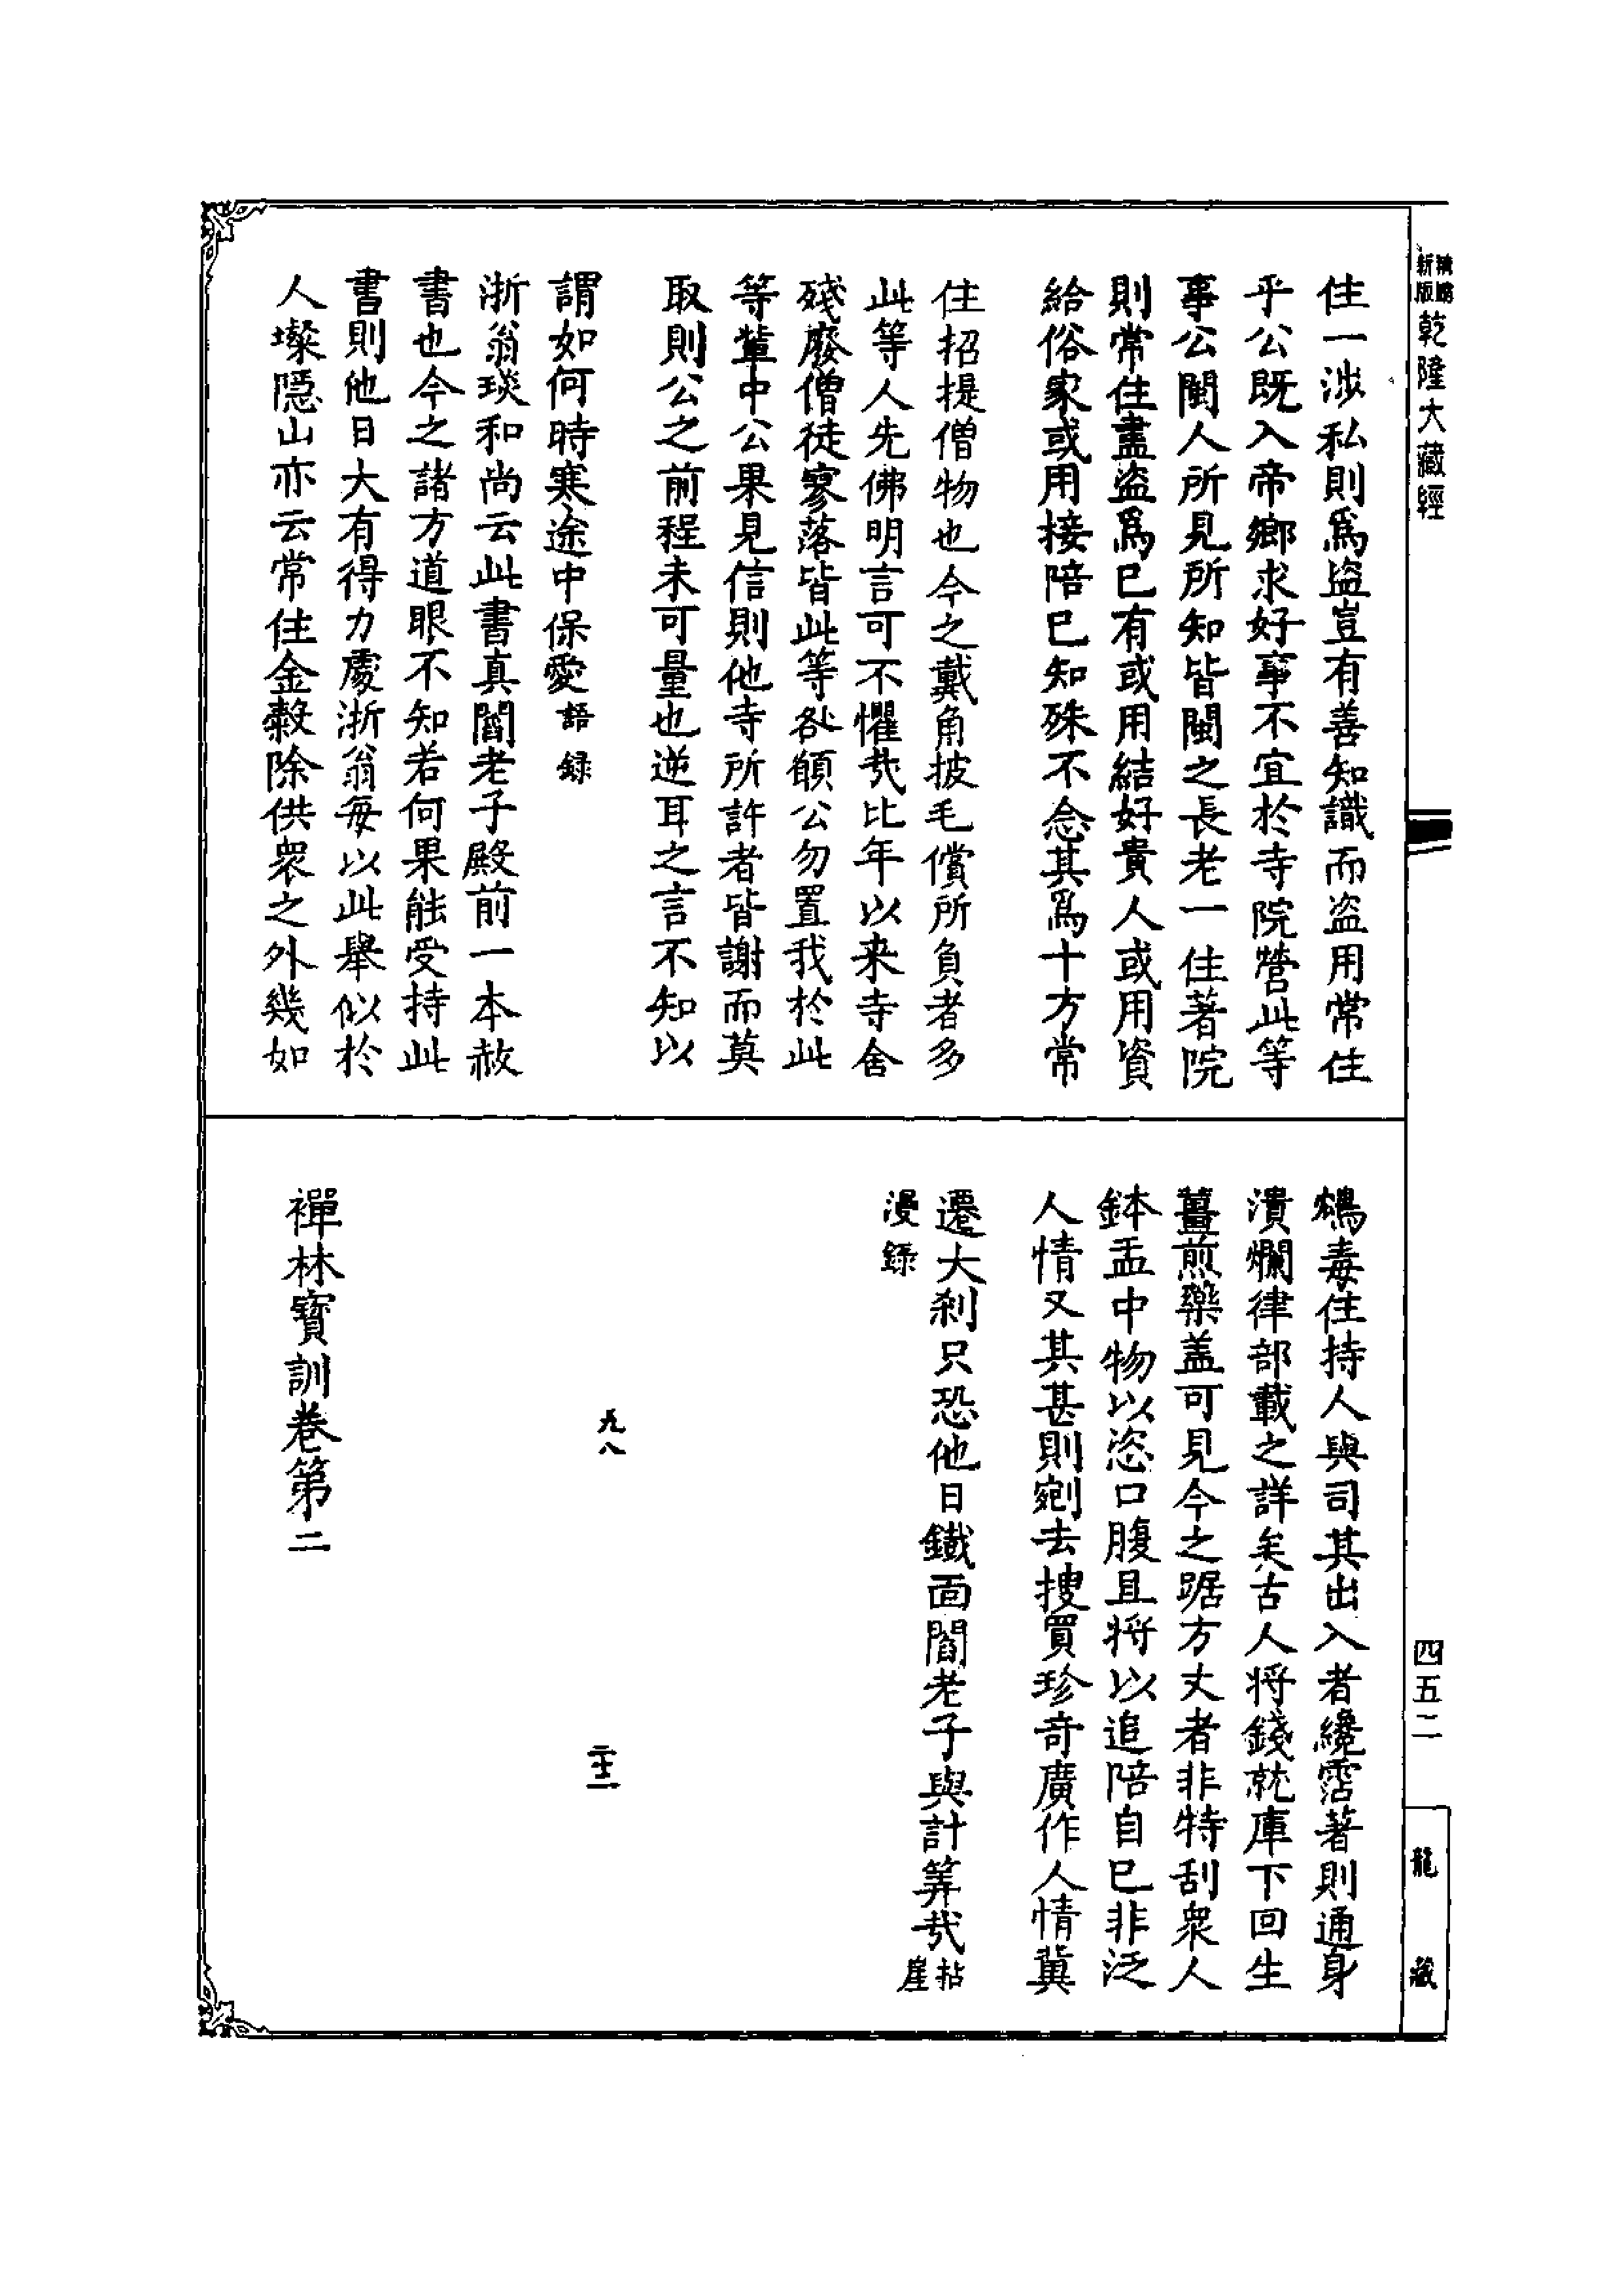 新版 精縮
乾隆大藏經
四五二
龍藏
住一涉私則爲盜豈有善知識而盜用常住
乎公既入帝鄉求好事不宜於寺院營此等
事公閩人所見所知皆閩之長老一住著院
則常住盡盜爲已有或用結好貴人或用資
給俗家或用接陪已知殊不念其爲十方常
住招提僧物也今之戴角披毛償所負者多
此等人先佛明言可不懼哉比年以来寺舍
殘廢僧徒寥落皆此等咎願公勿置我於此
等輩中公果見信則他寺所許者皆謝而莫
取則公之前程未可量也逆耳之言不知以
謂如何時寒途中保愛語錄
浙翁琰和尚云此書真閻老子殿前一本赦
書也今之諸方道眼不知若何果能受持此
書則他日大有得力處浙翁每以此舉似於
人璨隱山亦云常住金穀除供衆之外幾如
鴆毒住持人與司其出入者纔霑著則通身
潰爛律部載之詳矣古人將錢就庫下回生
薑煎藥盖可見今之踞方丈者非特刮衆人
鉢盂中物以恣口腹且将以追陪自已非泛
人情又其甚則剜去搜買珍奇廣作人情冀
遷大剎只恐他日鐵面閻老子與計筭哉拈崖
漫錄
九八
禪林寶訓卷第二